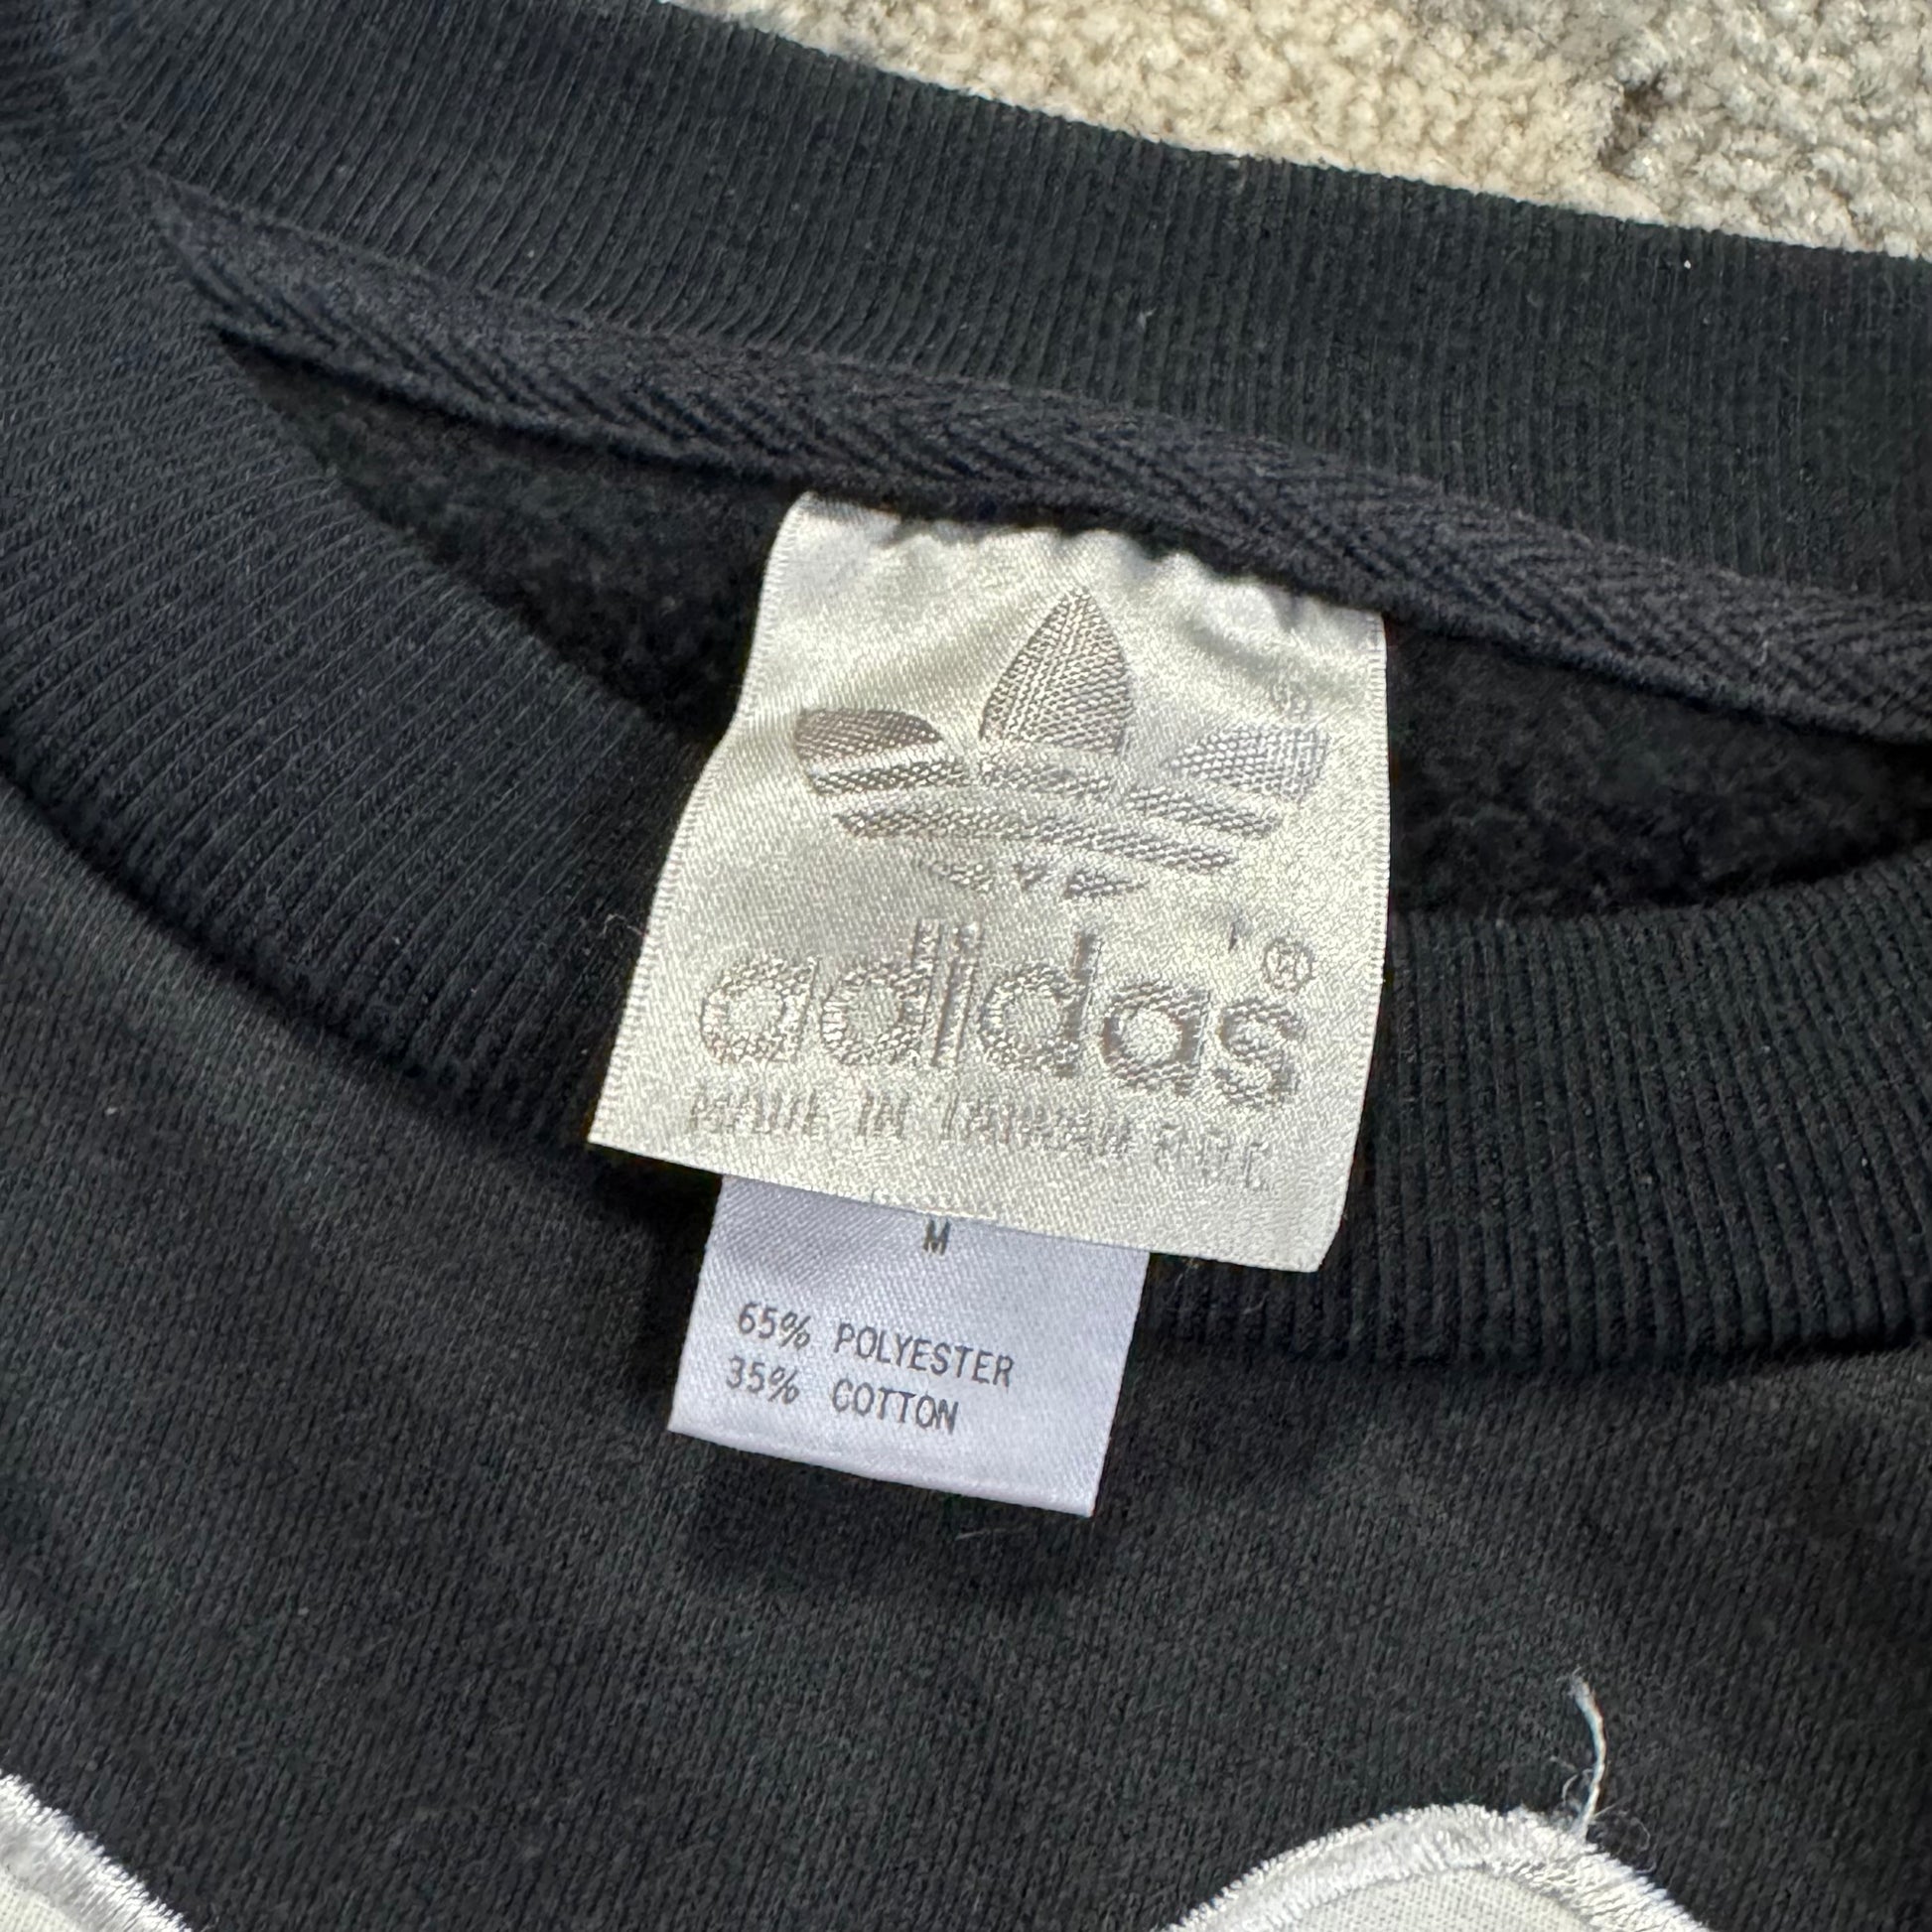 adidas®
MADE IN TAIWAN R.O.C.
M
65% POLYESTER
35% COTTON